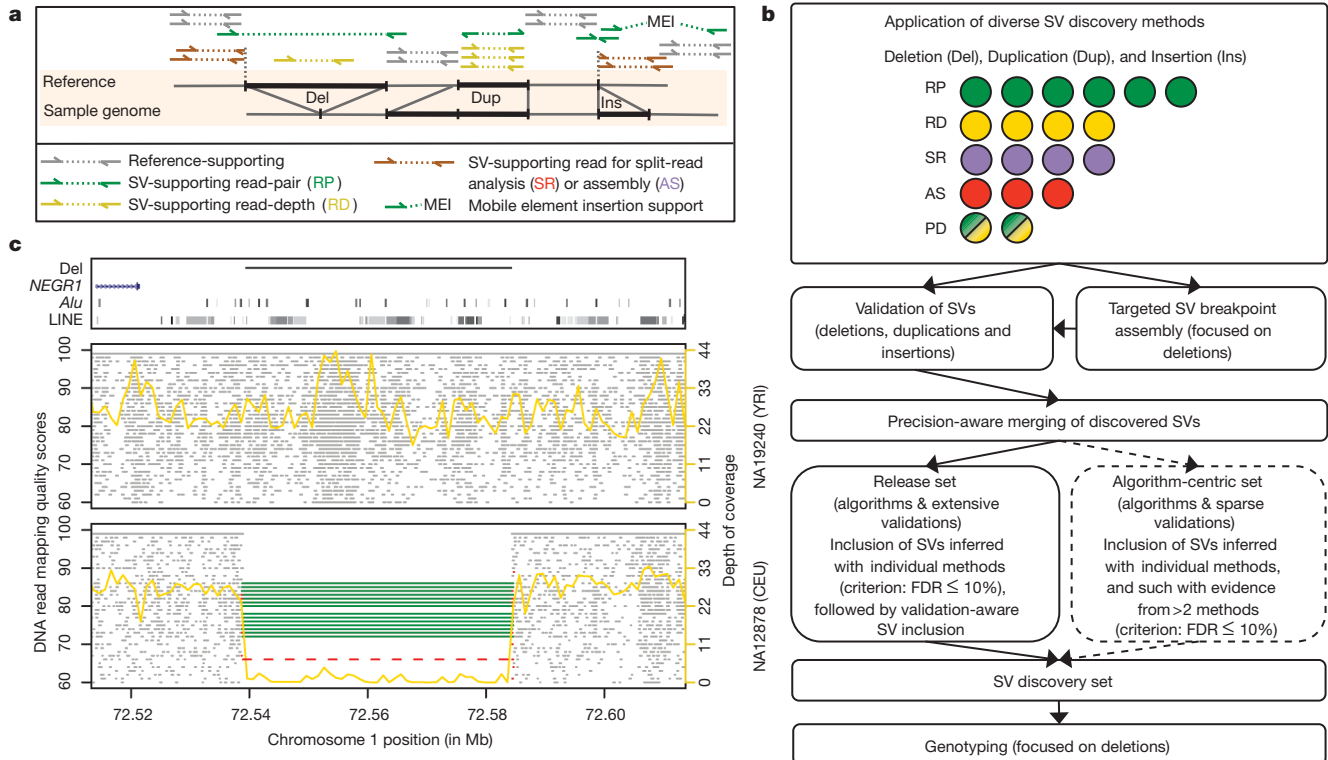 a
MEI
Reference
Del
Dup
Ins
Sample genome
Reference-supporting
SV-supporting read-pair (RP)
SV-supporting read-depth (RD)
SV-supporting read for split-read
analysis (SR) or assembly (AS)
MEI
Mobile element insertion support
b
Application of diverse SV discovery methods
Deletion (Del), Duplication (Dup), and Insertion (Ins)
RP
RD
SR
AS
PD
Validation of SVs
(deletions, duplications and
insertions)
Targeted SV breakpoint
assembly (focused on
deletions)
Precision-aware merging of discovered SVs
Release set
(algorithms & extensive
validations)
Inclusion of SVs inferred
with individual methods
(criterion: FDR ≤ 10%),
followed by validation-aware
SV inclusion
Algorithm-centric set
(algorithms & sparse
validations)
Inclusion of SVs inferred
with individual methods,
and such with evidence
from >2 methods
(criterion: FDR ≤ 10%)
SV discovery set
Genotyping (focused on deletions)
c
Del
NEGR1
Alu
LINE
DNA read mapping quality scores
100
90
80
70
60
44
33
22
11
0
100
90
80
70
60
44
33
22
11
0
Depth of coverage
NA19240 (YRI)
NA12878 (CEU)
72.52
72.54
72.56
72.58
72.60
Chromosome 1 position (in Mb)